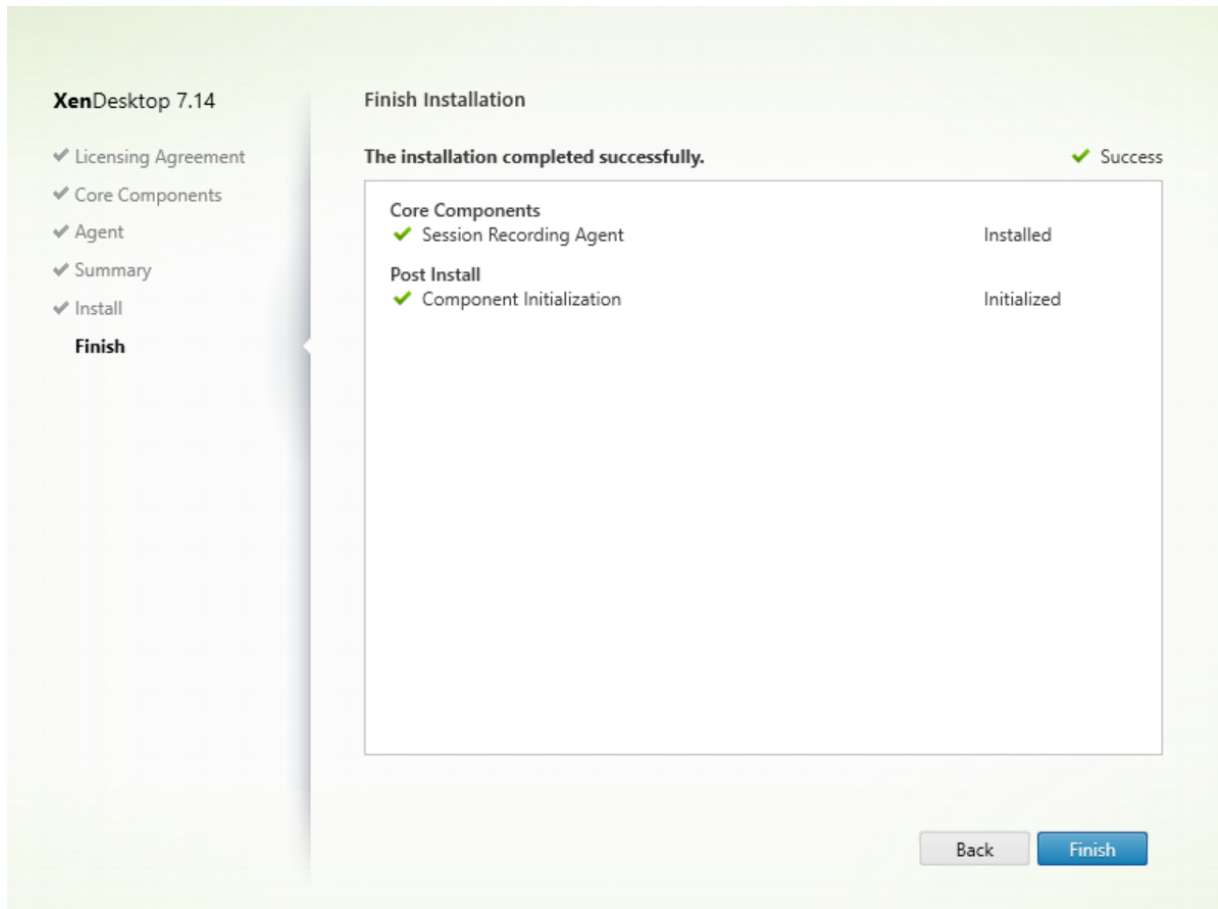 XenDesktop 7.14
Licensing Agreement
Core Components
Agent
Summary
Install
Finish
Finish Installation
The installation completed successfully. Success
Core Components
Session Recording Agent Installed
Post Install
Component Initialization Initialized
Back Finish